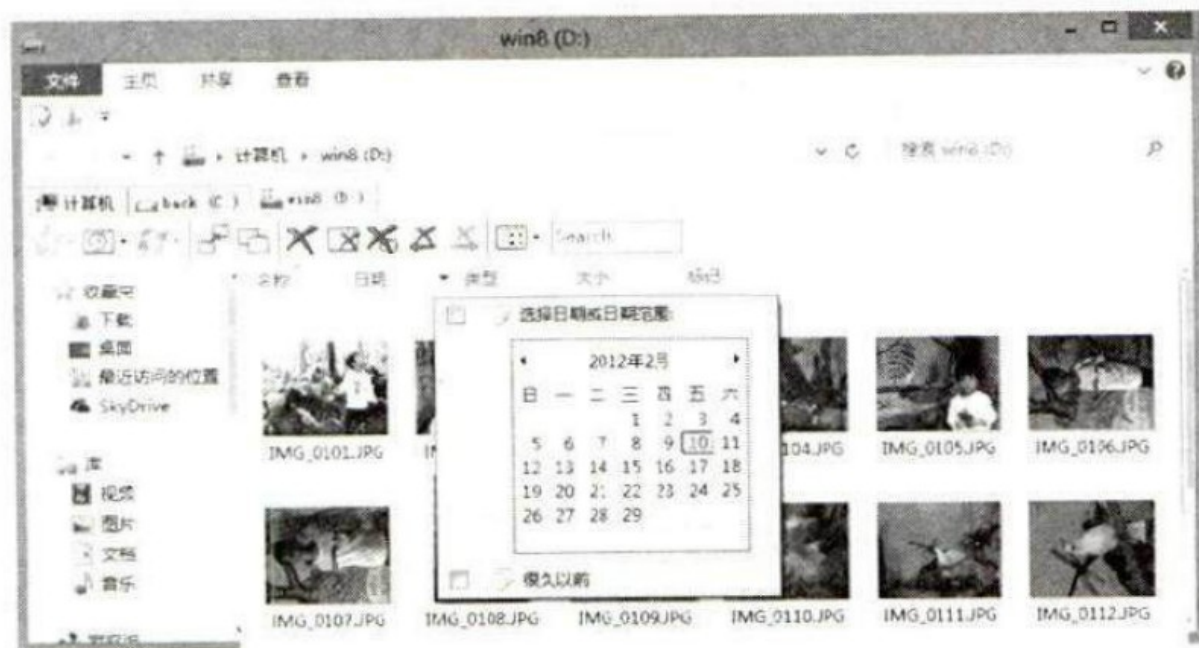 win8 (D:)
文件 主页 共享 查看
计算机 win8 (D:)
搜索 win8 (D:)
计算机 back (C ) win8 (D )
Search
名称 日期 类型 大小 标记
收藏夹
下载
桌面
最近访问的位置
SkyDrive
库
视频
图片
文档
音乐
选择日期或日期范围:
2012年2月
日 一 二 三 四 五 六
1 2 3 4
5 6 7 8 9 10 11
12 13 14 15 16 17 18
19 20 21 22 23 24 25
26 27 28 29
很久以前
IMG_0101.JPG
104.JPG
IMG_0105.JPG
IMG_0106.JPG
IMG_0107.JPG
IMG_0108.JPG
IMG_0109.JPG
IMG_0110.JPG
IMG_0111.JPG
IMG_0112.JPG